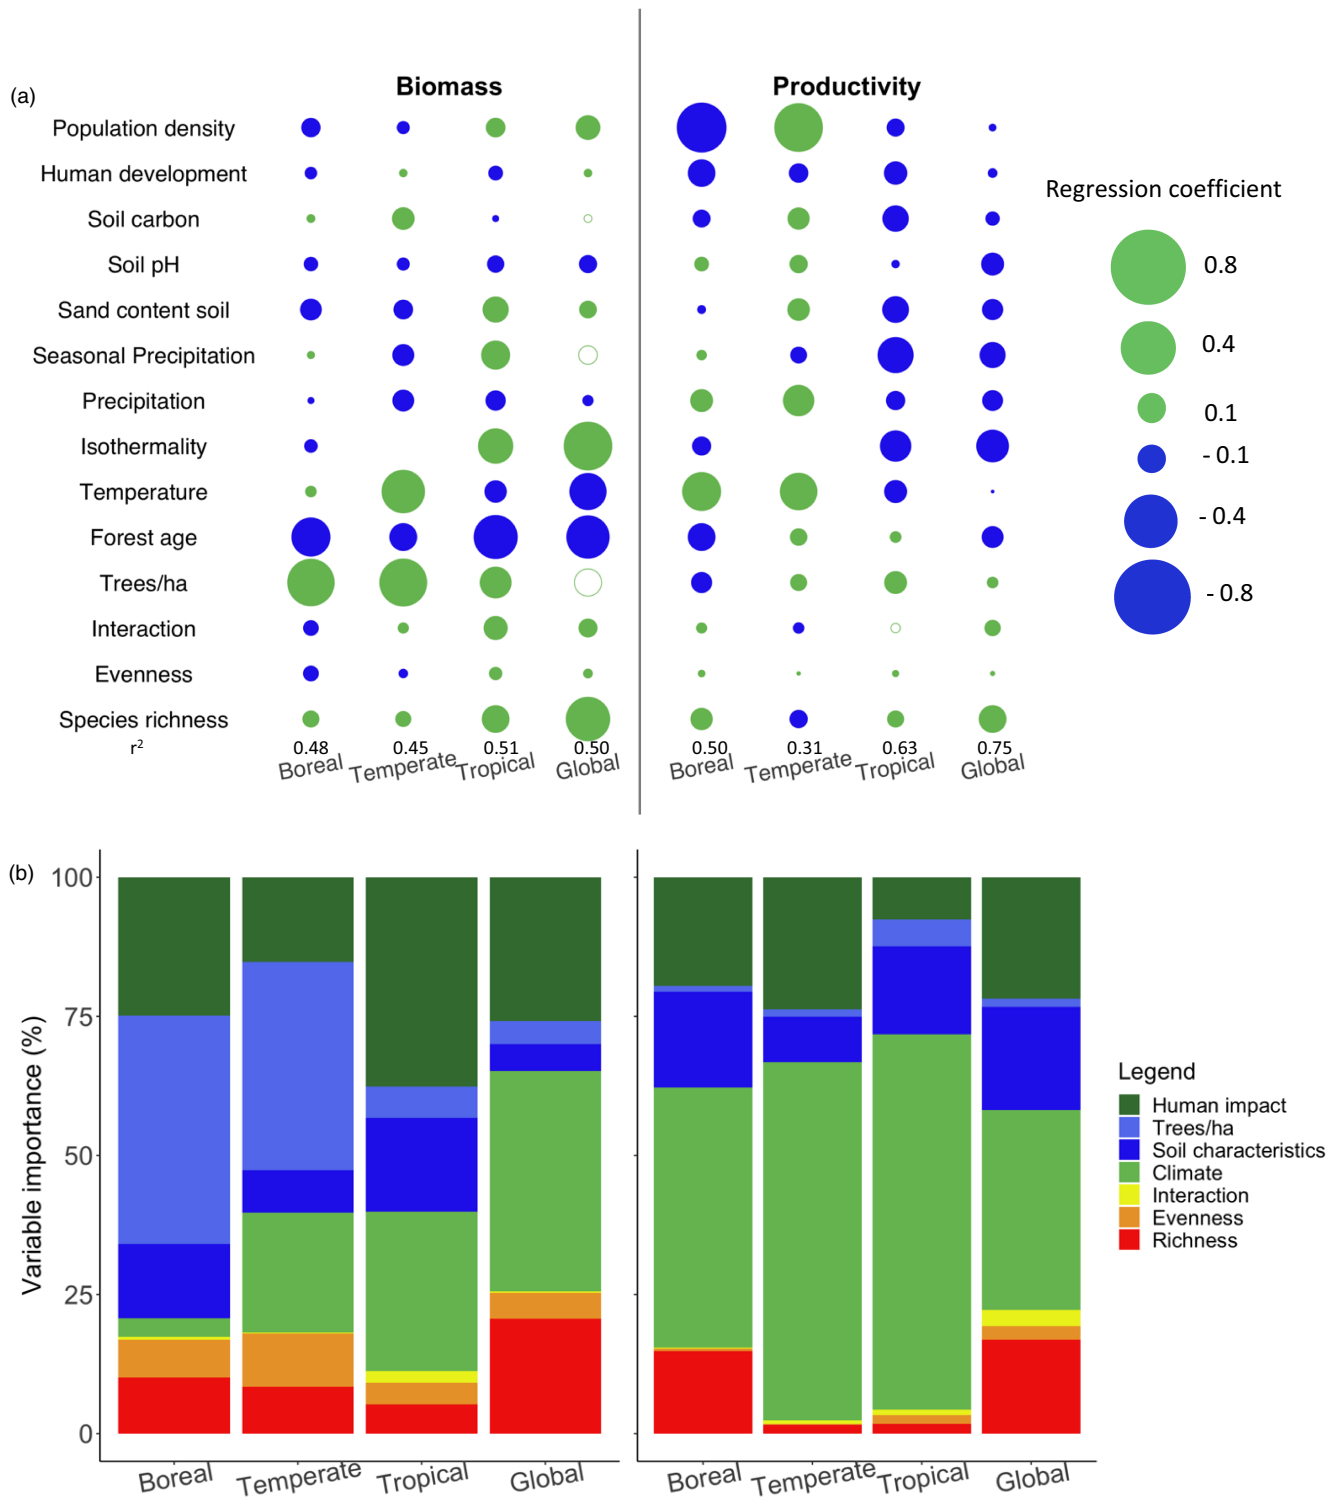 (a)
Biomass
Productivity
Population density
Human development
Soil carbon
Soil pH
Sand content soil
Seasonal Precipitation
Precipitation
Isothermality
Temperature
Forest age
Trees/ha
Interaction
Evenness
Species richness
r²
0.48 0.45 0.51 0.50
Boreal Temperate Tropical Global
0.50 0.31 0.63 0.75
Boreal Temperate Tropical Global
Regression coefficient
0.8
0.4
0.1
- 0.1
- 0.4
- 0.8
(b)
Variable importance (%)
100
75
50
25
0
Boreal Temperate Tropical Global
Boreal Temperate Tropical Global
Legend
Human impact
Trees/ha
Soil characteristics
Climate
Interaction
Evenness
Richness